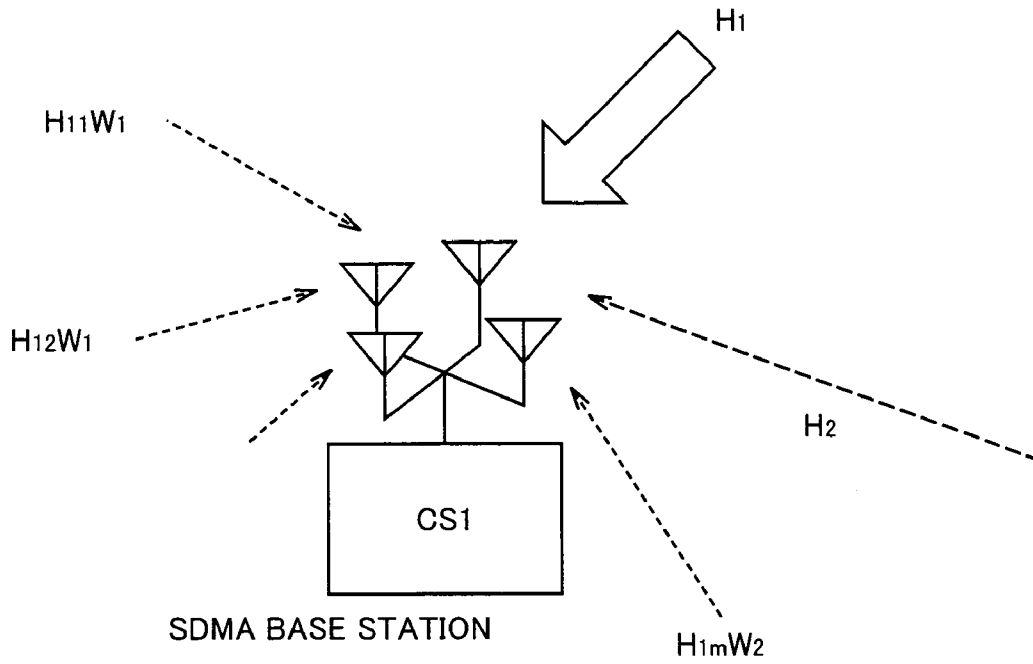 H1
H11W1
H12W1
H2
CS1
SDMA BASE STATION
H1mW2